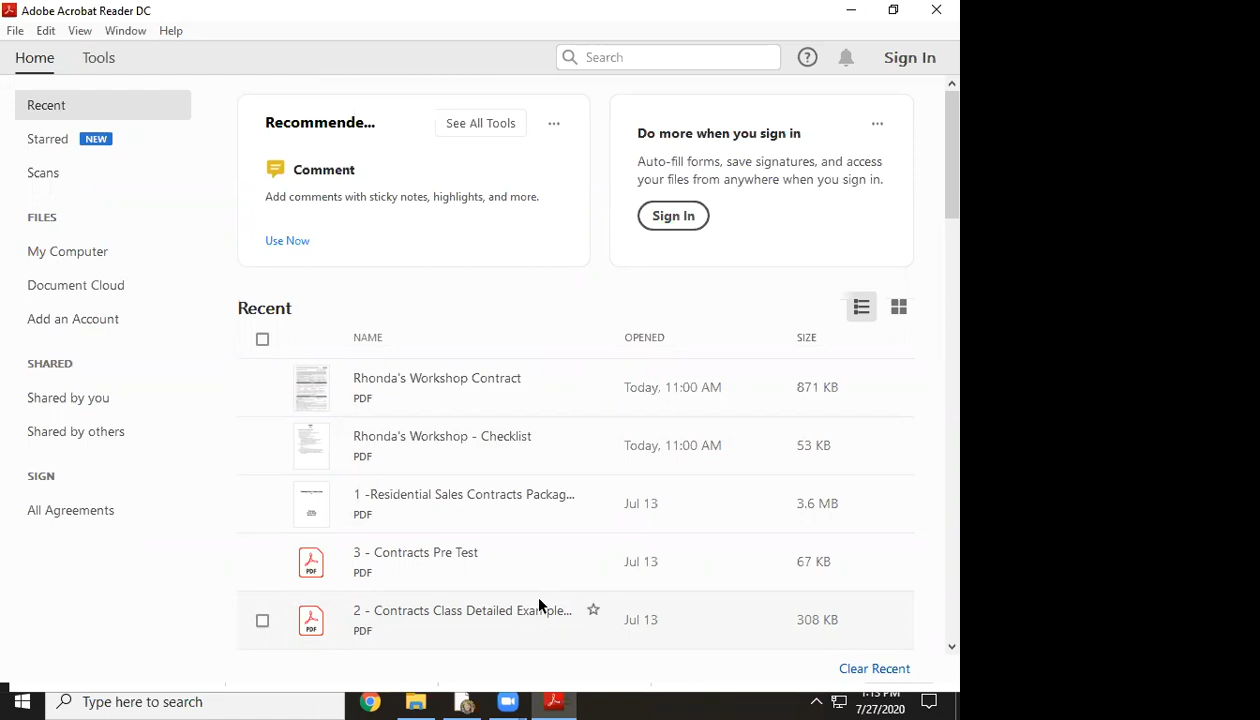 Adobe Acrobat Reader DC
File Edit View Window Help
Home Tools Search Sign In
Recent
Starred NEW
Scans
FILES
My Computer
Document Cloud
Add an Account
SHARED
Shared by you
Shared by others
SIGN
All Agreements
Recommende... See All Tools
Comment
Add comments with sticky notes, highlights, and more.
Use Now
Do more when you sign in
Auto-fill forms, save signatures, and access
your files from anywhere when you sign in.
Sign In
Recent
NAME OPENED SIZE
Rhonda's Workshop Contract
PDF
Today, 11:00 AM 871 KB
Rhonda's Workshop - Checklist
PDF
Today, 11:00 AM 53 KB
1 -Residential Sales Contracts Packag...
PDF
Jul 13 3.6 MB
PDF
3 - Contracts Pre Test
PDF
Jul 13 67 KB
PDF
2 - Contracts Class Detailed Example...
PDF
Jul 13 308 KB
Clear Recent
Type here to search
1:15 PM
7/27/2020